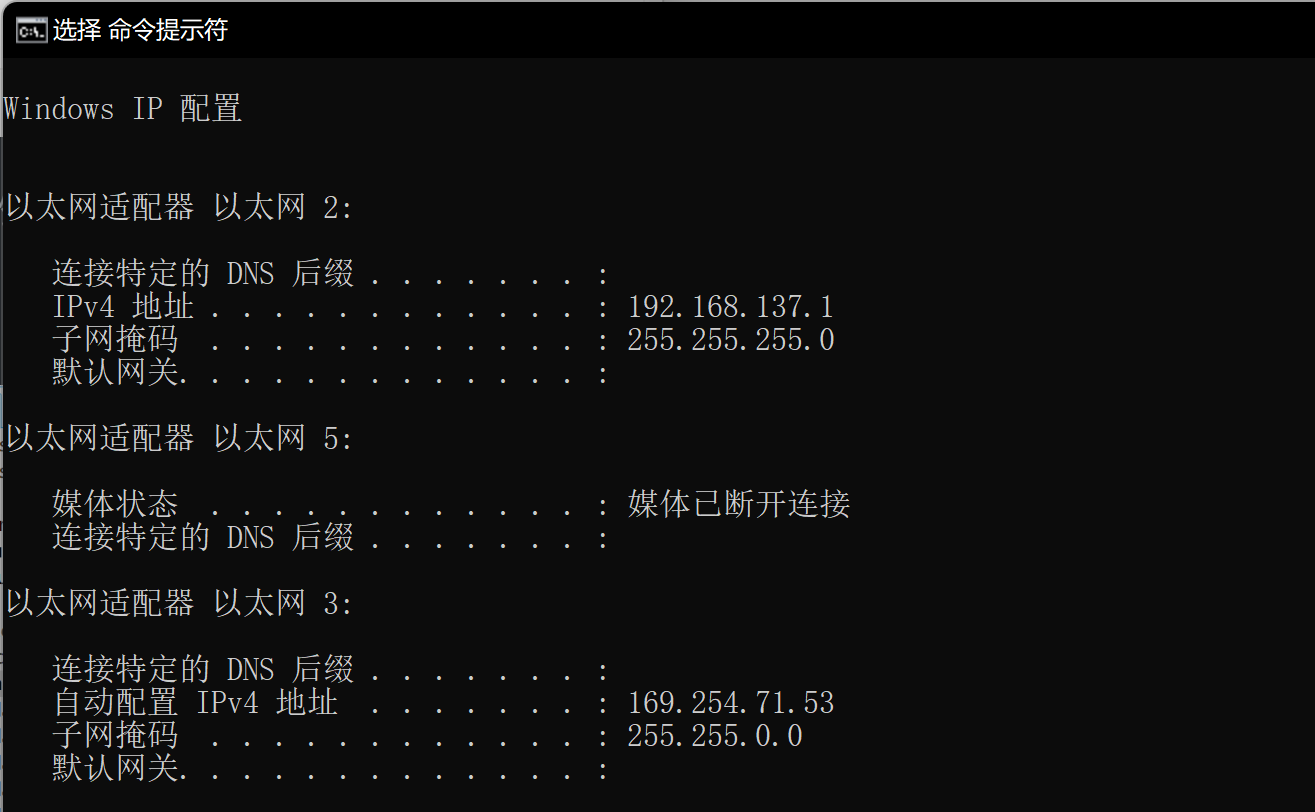 选择 命令提示符
Windows IP 配置
以太网适配器 以太网 2:
连接特定的 DNS 后缀 . . . . . . . :
IPv4 地址 . . . . . . . . . . . . : 192.168.137.1
子网掩码  . . . . . . . . . . . . : 255.255.255.0
默认网关. . . . . . . . . . . . . :
以太网适配器 以太网 5:
媒体状态  . . . . . . . . . . . . : 媒体已断开连接
连接特定的 DNS 后缀 . . . . . . . :
以太网适配器 以太网 3:
连接特定的 DNS 后缀 . . . . . . . :
自动配置 IPv4 地址  . . . . . . . : 169.254.71.53
子网掩码  . . . . . . . . . . . . : 255.255.0.0
默认网关. . . . . . . . . . . . . :